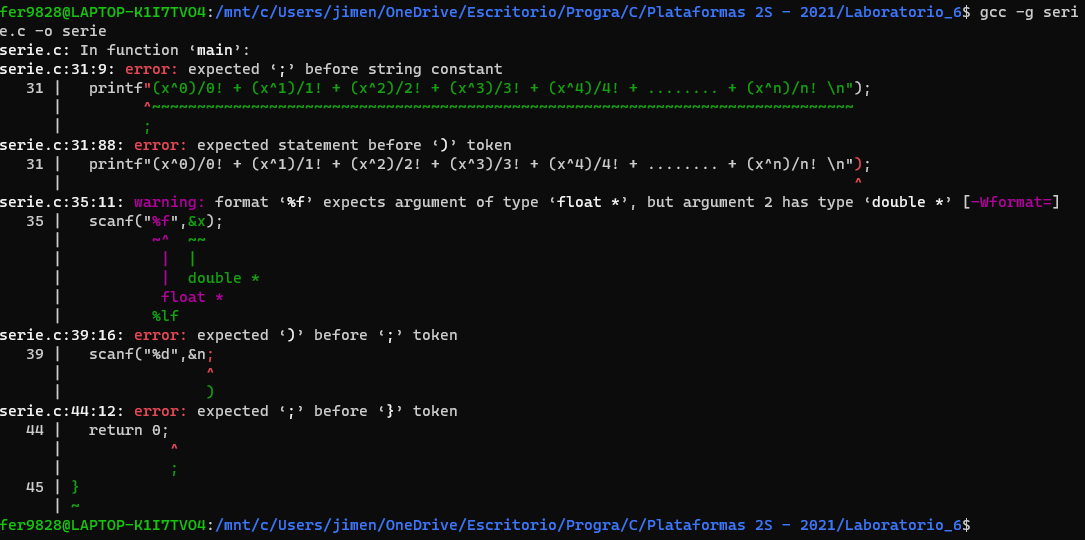 fer9828@LAPTOP-K1I7TVO4:/mnt/c/Users/jimen/OneDrive/Escritorio/Progra/C/Plataformas 2S - 2021/Laboratorio_6$ gcc -g seri
e.c -o serie
serie.c: In function ‘main’:
serie.c:31:9: error: expected ‘;’ before string constant
   31 |   printf"(x^0)/0! + (x^1)/1! + (x^2)/2! + (x^3)/3! + (x^4)/4! + ........ + (x^n)/n! \n");
      |         ^~~~~~~~~~~~~~~~~~~~~~~~~~~~~~~~~~~~~~~~~~~~~~~~~~~~~~~~~~~~~~~~~~~~~~~~~~~~~~~
      |         ;
serie.c:31:88: error: expected statement before ‘)’ token
   31 |   printf"(x^0)/0! + (x^1)/1! + (x^2)/2! + (x^3)/3! + (x^4)/4! + ........ + (x^n)/n! \n");
      |                                                                                        ^
serie.c:35:11: warning: format ‘%f’ expects argument of type ‘float *’, but argument 2 has type ‘double *’ [-Wformat=]
   35 |   scanf("%f",&x);
      |          ~^  ~~
      |           |  |
      |           |  double *
      |           float *
      |          %lf
serie.c:39:16: error: expected ‘)’ before ‘;’ token
   39 |   scanf("%d",&n;
      |                ^
      |                )
serie.c:44:12: error: expected ‘;’ before ‘}’ token
   44 |   return 0;
      |            ^
      |            ;
   45 | }
      | ~
fer9828@LAPTOP-K1I7TVO4:/mnt/c/Users/jimen/OneDrive/Escritorio/Progra/C/Plataformas 2S - 2021/Laboratorio_6$